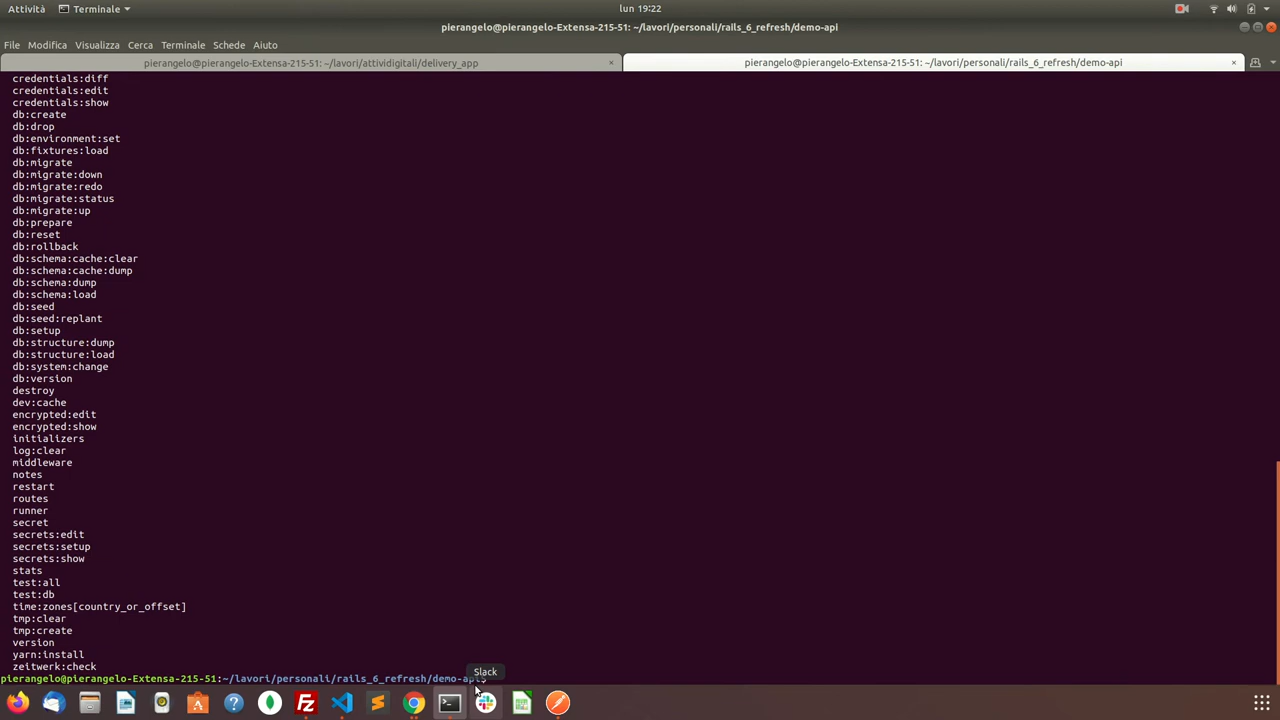 Attività
Terminale
lun 19:22
pierangelo@pierangelo-Extensa-215-51: ~/lavori/personali/rails_6_refresh/demo-api
File Modifica Visualizza Cerca Terminale Schede Aiuto
pierangelo@pierangelo-Extensa-215-51: ~/lavori/attividigitali/delivery_app
pierangelo@pierangelo-Extensa-215-51: ~/lavori/personali/rails_6_refresh/demo-api
credentials:diff
credentials:edit
credentials:show
db:create
db:drop
db:environment:set
db:fixtures:load
db:migrate
db:migrate:down
db:migrate:redo
db:migrate:status
db:migrate:up
db:prepare
db:reset
db:rollback
db:schema:cache:clear
db:schema:cache:dump
db:schema:dump
db:schema:load
db:seed
db:seed:replant
db:setup
db:structure:dump
db:structure:load
db:system:change
db:version
destroy
dev:cache
encrypted:edit
encrypted:show
initializers
log:clear
middleware
notes
restart
routes
runner
secret
secrets:edit
secrets:setup
secrets:show
stats
test:all
test:db
time:zones[country_or_offset]
tmp:clear
tmp:create
version
yarn:install
zeitwerk:check
Slack
pierangelo@pierangelo-Extensa-215-51:~/lavori/personali/rails_6_refresh/demo-api$